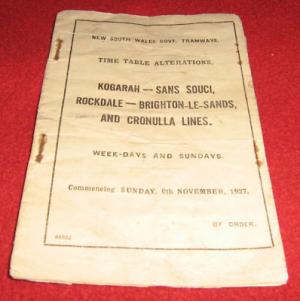 NEW SOUTH WALES GOVT. TRAMWAYS.
TIME TABLE ALTERATIONS.
KOGARAH — SANS SOUCI,
ROCKDALE — BRIGHTON-LE-SANDS,
AND CRONULLA LINES.
WEEK-DAYS AND SUNDAYS.
Commencing SUNDAY, 6th NOVEMBER, 1927.
BY ORDER.